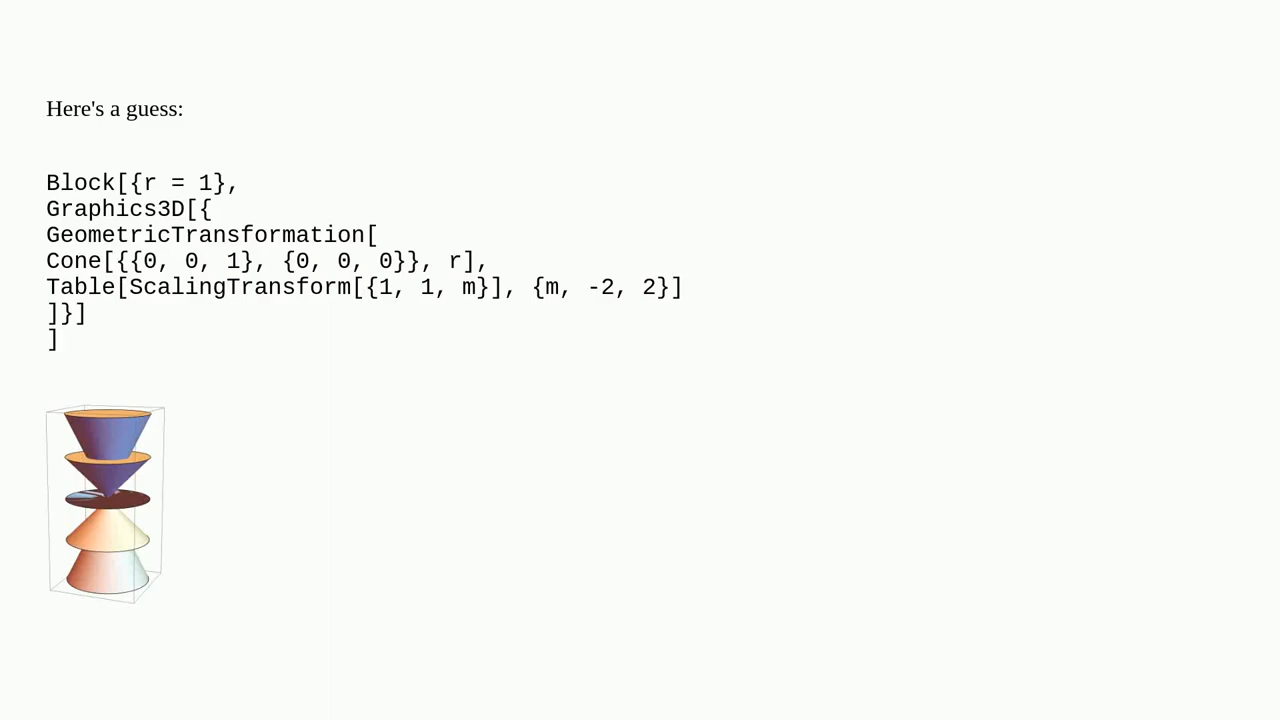 Here's a guess:
Block[{r = 1},
Graphics3D[{
GeometricTransformation[
Cone[{{0, 0, 1}, {0, 0, 0}}, r],
Table[ScalingTransform[{1, 1, m}], {m, -2, 2}]
]}]
]